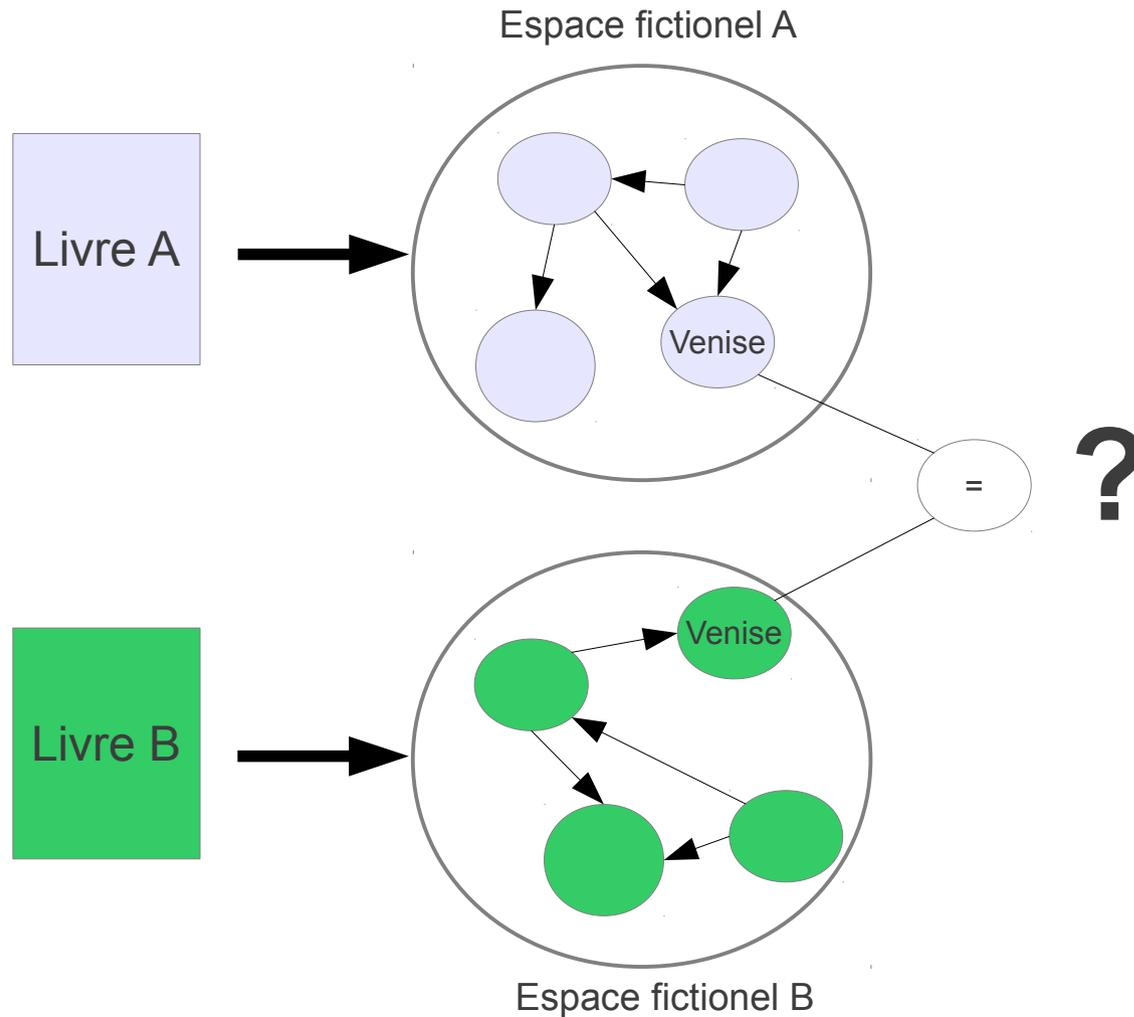 Espace fictionel A
Livre A
Venise
=
?
Venise
Livre B
Espace fictionel B